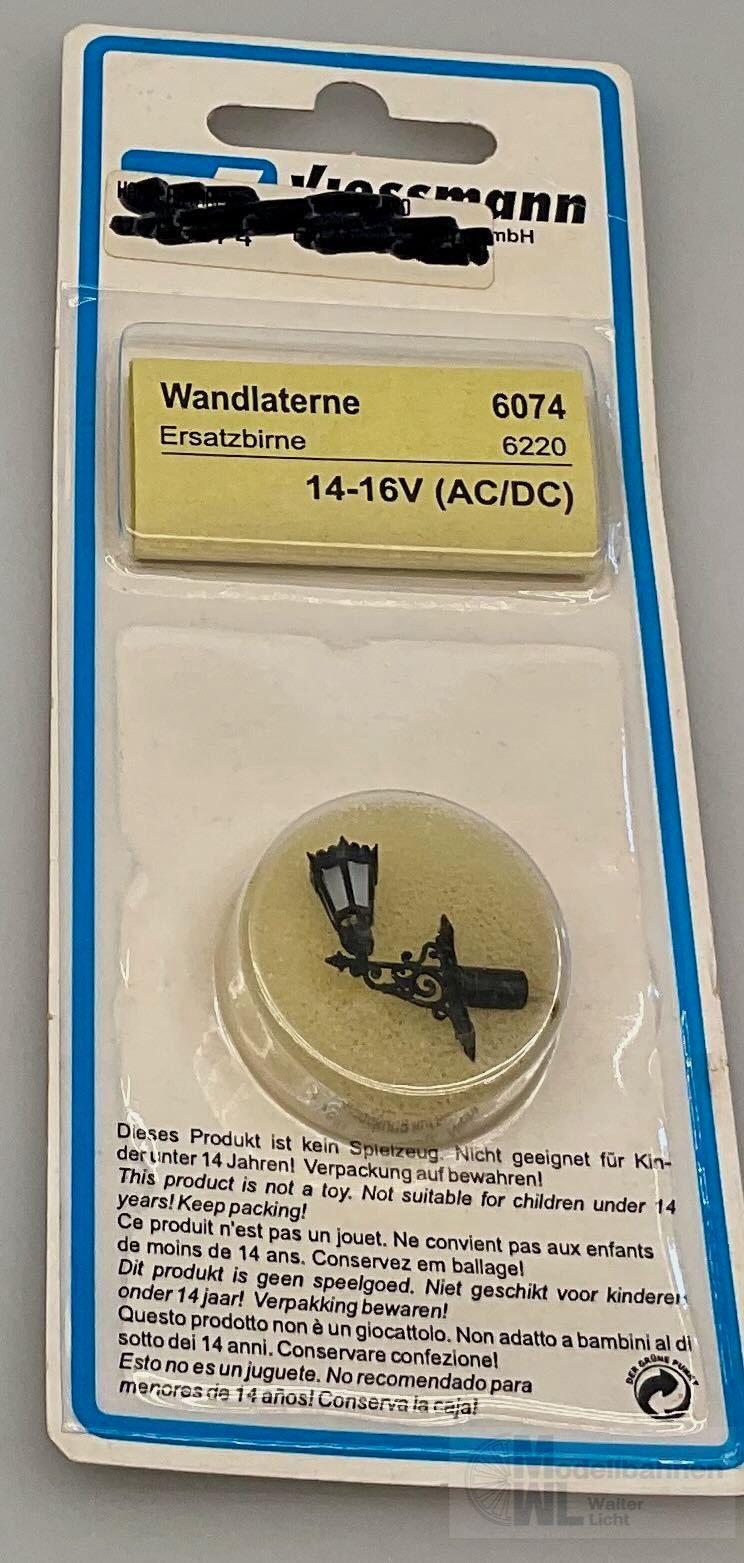 Viessmann
mbH
Wandlaterne 6074
Ersatzbirne 6220
14-16V (AC/DC)
Dieses Produkt ist kein Spielzeug. Nicht geeignet für Kin-
der unter 14 Jahren! Verpackung auf bewahren!
This product is not a toy. Not suitable for children under 14
years! Keep packing!
Ce produit n'est pas un jouet. Ne convient pas aux enfants
de moins de 14 ans. Conservez em ballage!
Dit produkt is geen speelgoed. Niet geschikt voor kinderen
onder 14 jaar! Verpakking bewaren!
Questo prodotto non è un giocattolo. Non adatto a bambini al di
sotto dei 14 anni. Conservare confezione!
Esto no es un juguete. No recomendado para
menores de 14 años! Conserva la caja!
DER GRÜNE PUNKT
Modellbahnen
WL Walter
Licht